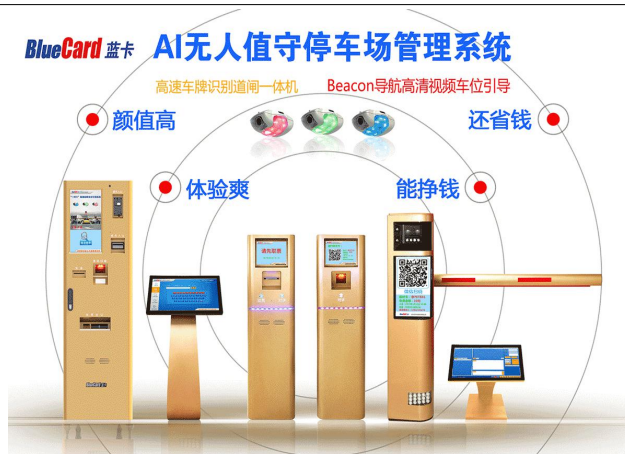 BlueCard 蓝卡
AI无人值守停车场管理系统
高速车牌识别道闸一体机
Beacon导航高清视频车位引导
颜值高
还省钱
体验爽
能挣钱
请先取票
BlueCard